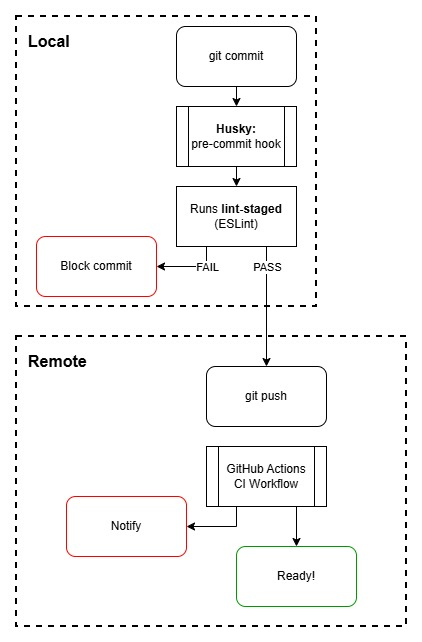 Local
git commit
Husky:
pre-commit hook
Runs lint-staged
(ESLint)
Block commit
FAIL
PASS
Remote
git push
GitHub Actions
CI Workflow
Notify
Ready!